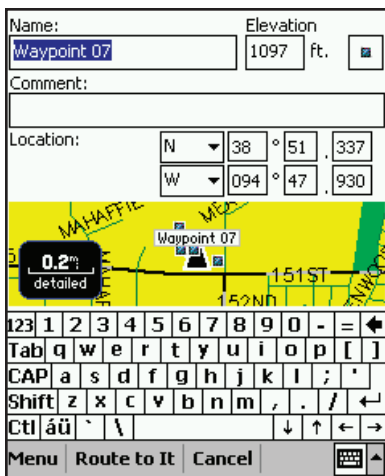 Name:
Elevation
Waypoint 07
1097 ft.
Comment:
Location:
N 38 ° 51 . 337
W 094 ° 47 . 930
MAHAFFIE
Waypoint 07
0.2
detailed
151ST
152ND
123 1 2 3 4 5 6 7 8 9 0 - =
Tab q w e r t y u i o p [ ]
CAP a s d f g h j k l ; '
Shift z x c v b n m , . /
Ctl áü ` \
Menu Route to It Cancel